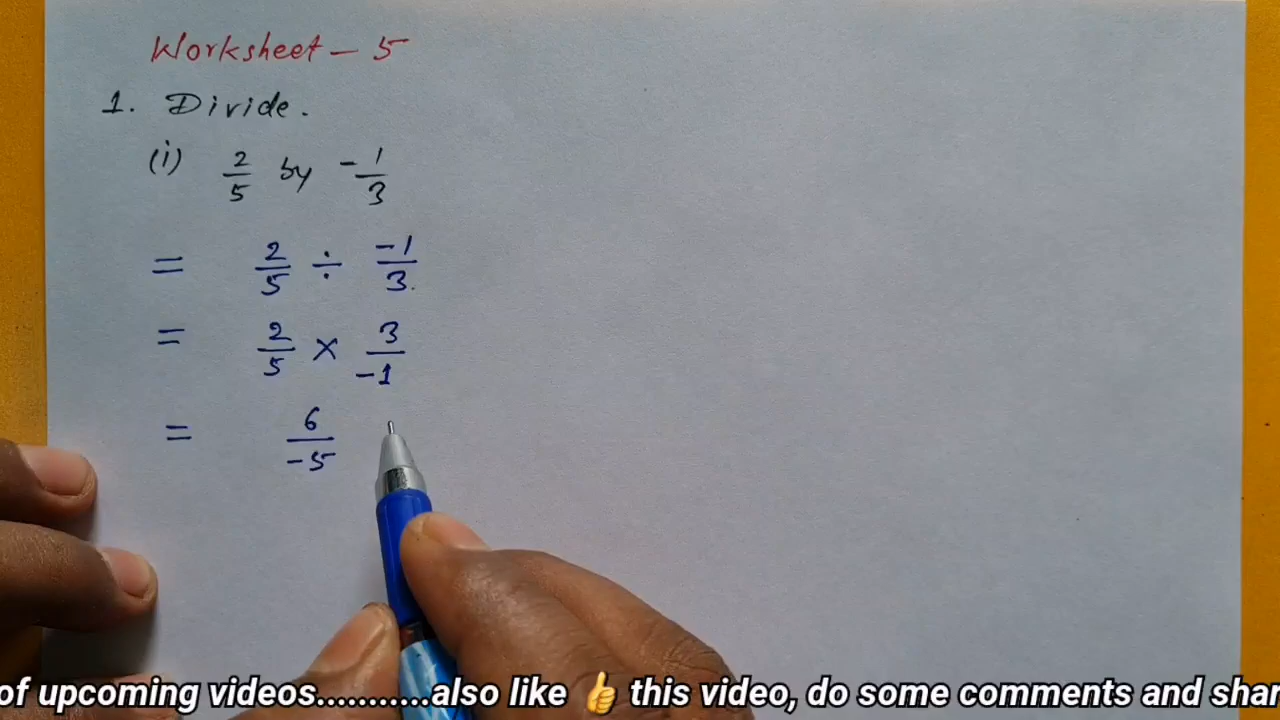 Worksheet - 5
1. Divide.
(i) 2/5 by -1/3
= 2/5 ÷ -1/3
= 2/5 × 3/-1
= 6/-5
of upcoming videos...........also like 👍 this video, do some comments and shar